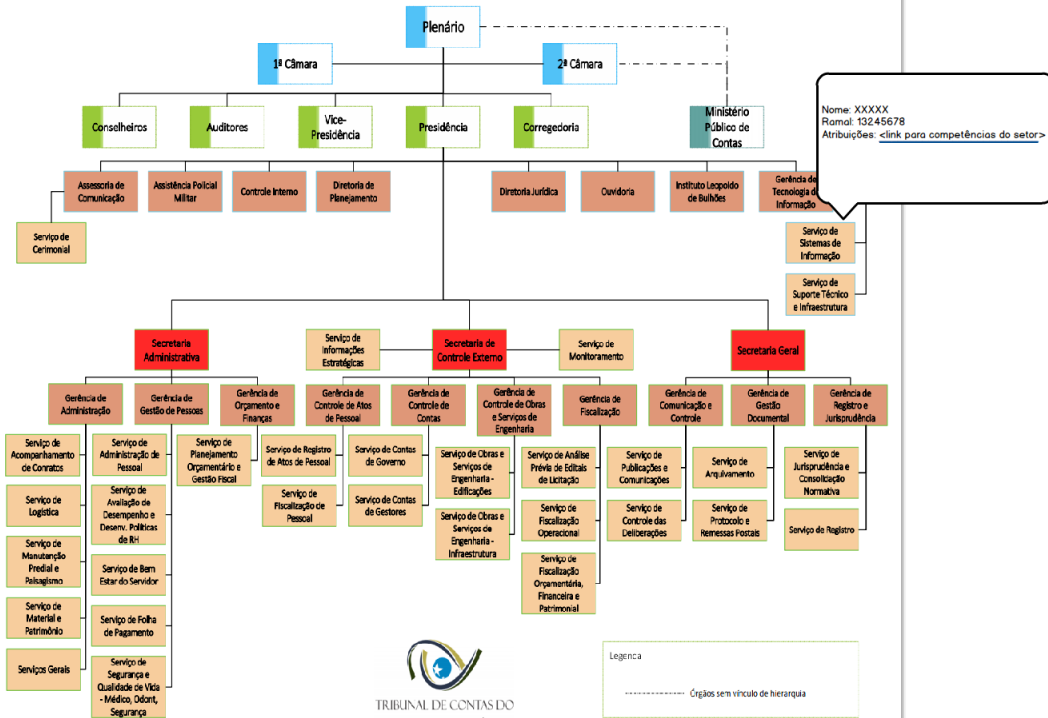 Plenário
1ª Câmara
2ª Câmara
Conselheiros
Auditores
Vice-
Presidência
Presidência
Corregedoria
Ministério
Público de
Contas
Nome: XXXXX
Ramal: 13245678
Atribuições: <link para competências do setor>
Assessoria de
Comunicação
Assistência Policial
Militar
Controle Interno
Diretoria de
Planejamento
Diretoria Jurídica
Ouvidoria
Instituto Leopoldo
de Bulhões
Gerência de
Tecnologia d
Informação
Serviço de
Cerimonial
Serviço de
Sistemas de
Informação
Serviço de
Suporte Técnico
e Infraestrutura
Secretaria
Administrativa
Serviço de
Informações
Estratégicas
Secretaria de
Controle Externo
Serviço de
Monitoramento
Secretaria Geral
Gerência de
Administração
Gerência de
Gestão de Pessoas
Gerência de
Orçamento e
Finanças
Gerência de
Controle de Atos
de Pessoal
Gerência de
Controle de
Contas
Gerência de
Controle de Obras
e Serviços de
Engenharia
Gerência de
Fiscalização
Gerência de
Comunicação e
Controle
Gerência de
Gestão
Documental
Gerência de
Registro e
Jurisprudência
Serviço de
Acompanhamento
de Conratos
Serviço de
Administração de
Pessoal
Serviço de
Planejamento
Orçamentário e
Gestão Fiscal
Serviço de Registro
de Atos de Pessoal
Serviço de Contas
de Governo
Serviço de Obras e
Serviços de
Engenharia -
Edificações
Serviço de Análise
Prévia de Editais
de Licitação
Serviço de
Publicações e
Comunicações
Serviço de
Arquivamento
Serviço de
Jurisprudência e
Consolidação
Normativa
Serviço de
Logística
Serviço de
Avaliação de
Desempenho e
Desenv. Políticas
de RH
Serviço de
Fiscalização de
Pessoal
Serviço de Contas
de Gestores
Serviço de Obras e
Serviços de
Engenharia -
Infraestrutura
Serviço de
Fiscalização
Operacional
Serviço de
Controle das
Deliberações
Serviço de
Protocolo e
Remessas Postais
Serviço de Registro
Serviço de
Manutenção
Predial e
Paisagismo
Serviço de Bem
Estar do Servidor
Serviço de
Fiscalização
Orçamentéria,
Financeira e
Patrimonial
Serviço de
Material e
Patrimônio
Serviço de Folha
de Pagamento
Serviços Gerais
Serviço de
Segurança e
Qualidade de Vida
- Médico, Odont,
Segurança
TRIBUNAL DE CONTAS DO
Legenda
Órgãos sem vínculo de hierarquia